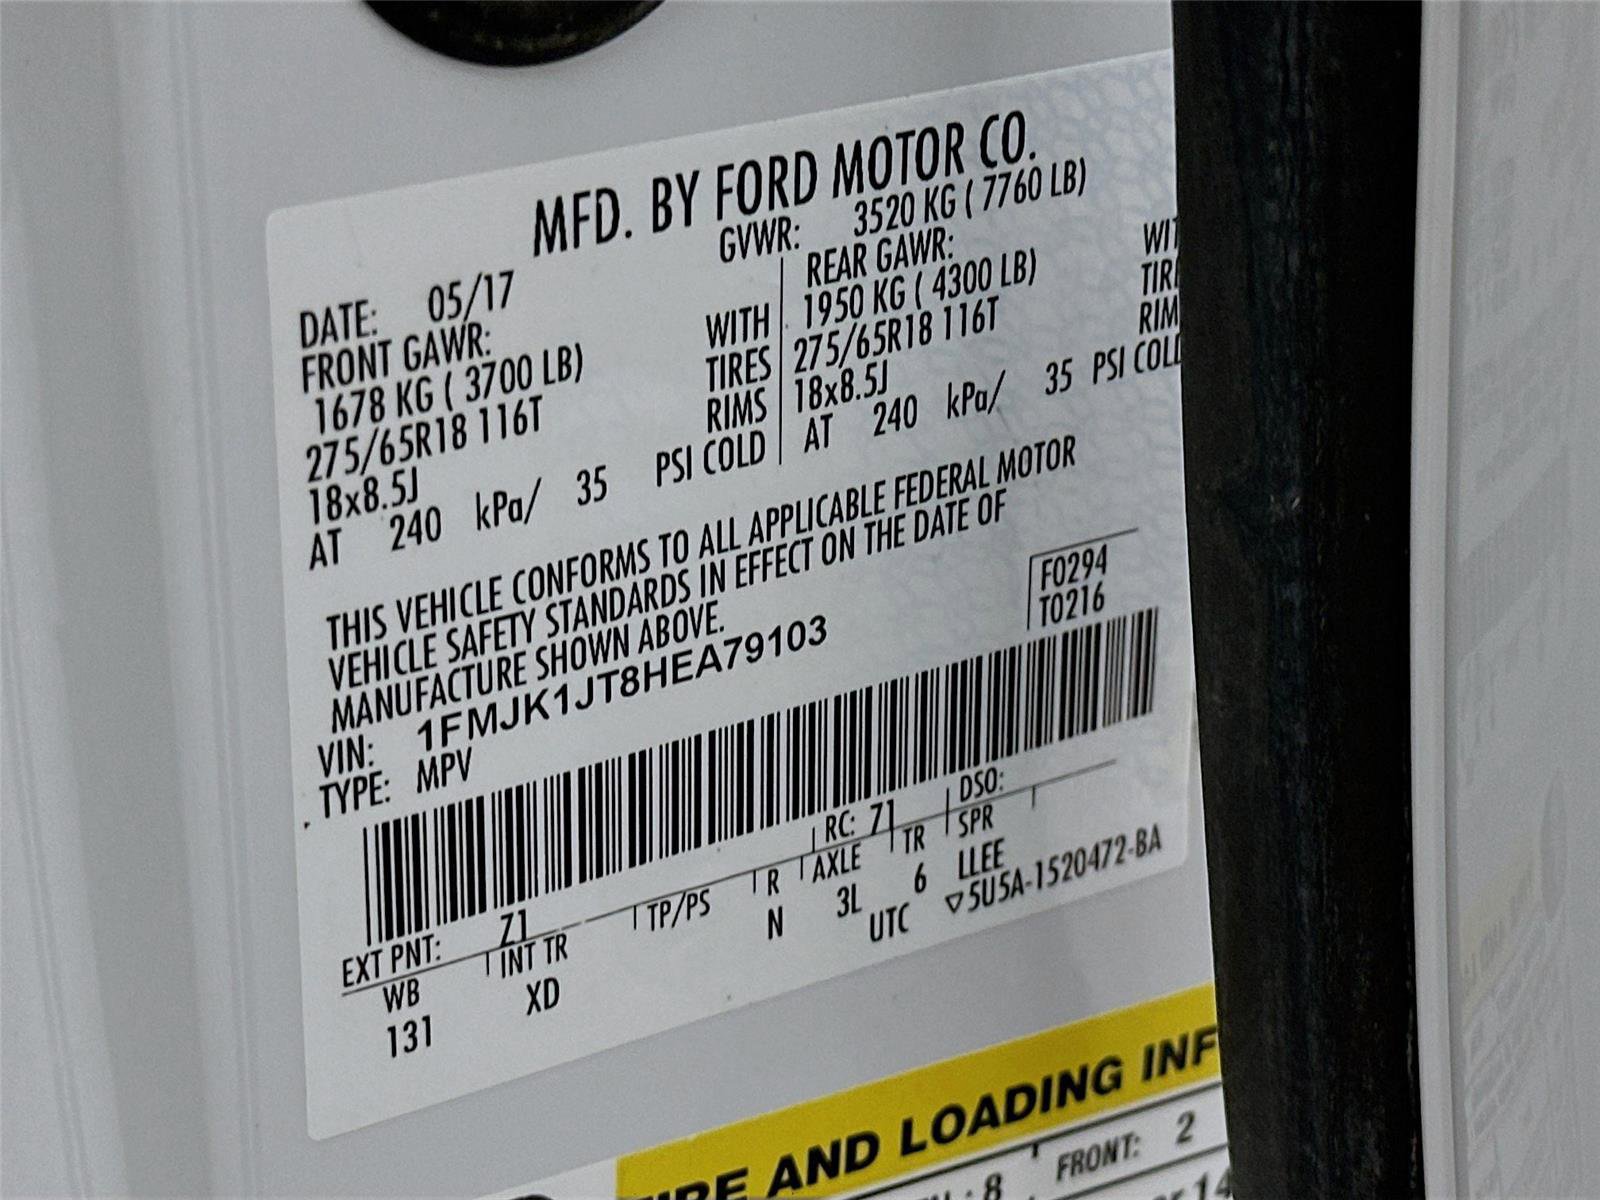 MFD. BY FORD MOTOR CO.
DATE: 05/17 GVWR: 3520 KG ( 7760 LB)
FRONT GAWR: REAR GAWR:
1678 KG ( 3700 LB) WITH 1950 KG ( 4300 LB)
275/65R18 116T TIRES 275/65R18 116T
18x8.5J RIMS 18x8.5J RIM
AT 240 kPa/ 35 PSI COLD AT 240 kPa/ 35 PSI COLD
THIS VEHICLE CONFORMS TO ALL APPLICABLE FEDERAL MOTOR
VEHICLE SAFETY STANDARDS IN EFFECT ON THE DATE OF
MANUFACTURE SHOWN ABOVE.
F0294
T0216
VIN: 1FMJK1JT8HEA79103
TYPE: MPV
EXT PNT: Z1 RC: 71 DSO:
WB INT TR TP/PS R AXLE TR SPR
131 XD N 3L 6 LLEE
UTC ▽5U5A-1520472-BA
AND LOADING INF
8 FRONT: 2
14